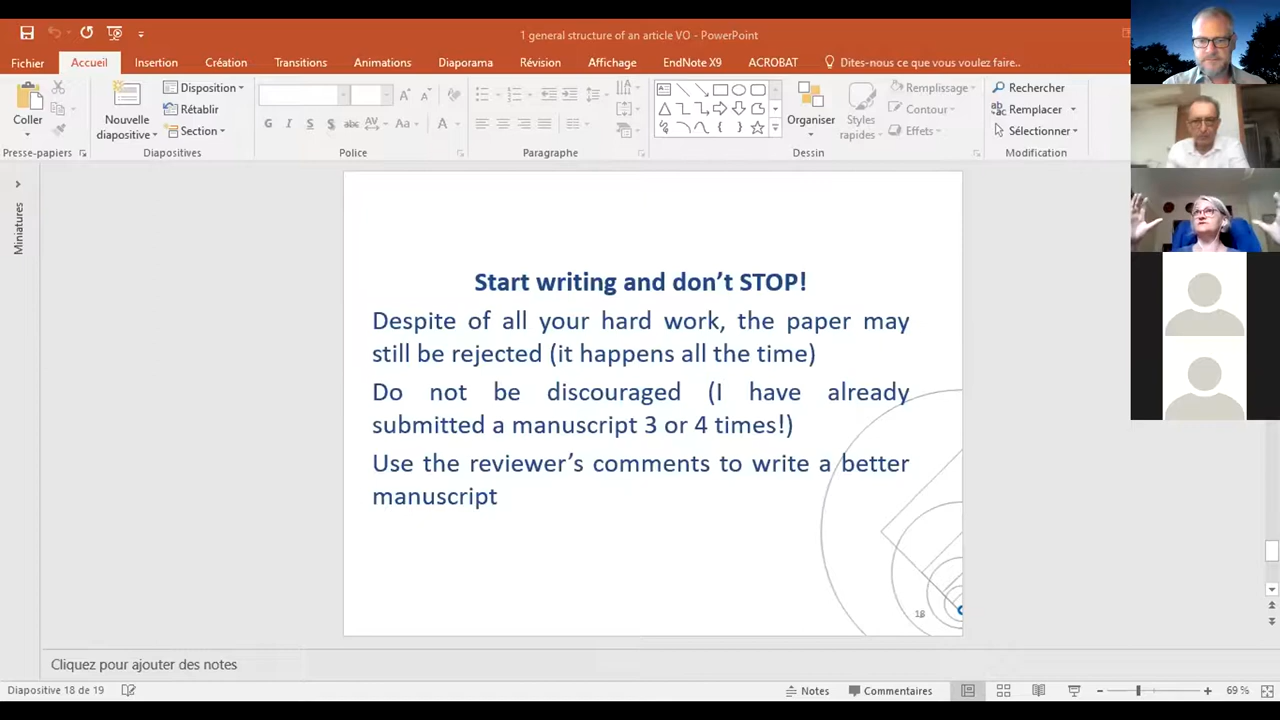 1 general structure of an article VO - PowerPoint
Fichier Accueil Insertion Création Transitions Animations Diaporama Révision Affichage EndNote X9 ACROBAT Dites-nous ce que vous voulez faire..
Coller
Presse-papiers
Nouvelle diapositive
Disposition
Rétablir
Section
Diapositives
G I S S abc AV Aa A
Police
Paragraphe
Organiser
Styles rapides
Remplissage
Contour
Effets
Dessin
Rechercher
Remplacer
Sélectionner
Modification
Miniatures
Start writing and don’t STOP!
Despite of all your hard work, the paper may
still be rejected (it happens all the time)
Do not be discouraged (I have already
submitted a manuscript 3 or 4 times!)
Use the reviewer’s comments to write a better
manuscript
18
Cliquez pour ajouter des notes
Diapositive 18 de 19 Notes Commentaires 69 %